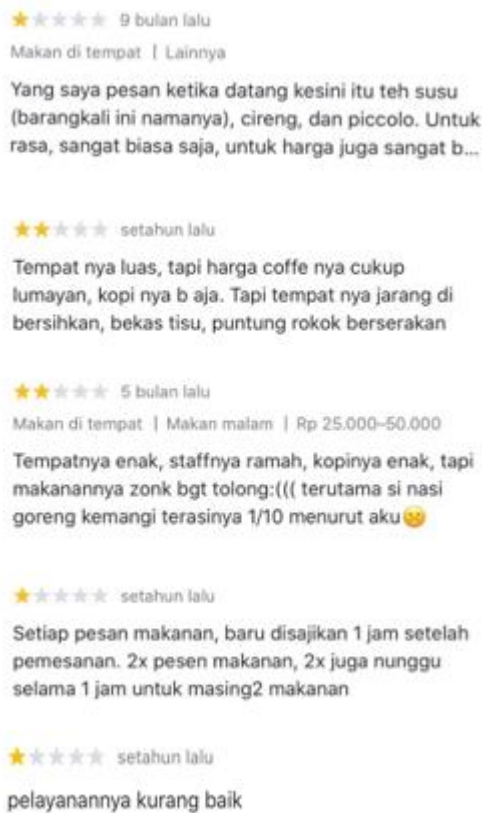 9 bulan lalu
Makan di tempat | Lainnya
Yang saya pesan ketika datang kesini itu teh susu
(barangkali ini namanya), cireng, dan piccolo. Untuk
rasa, sangat biasa saja, untuk harga juga sangat b...
setahun lalu
Tempat nya luas, tapi harga coffe nya cukup
lumayan, kopi nya b aja. Tapi tempat nya jarang di
bersihkan, bekas tisu, puntung rokok berserakan
5 bulan lalu
Makan di tempat | Makan malam | Rp 25.000–50.000
Tempatnya enak, staffnya ramah, kopinya enak, tapi
makanannya zonk bgt tolong:((( terutama si nasi
goreng kemangi terasinya 1/10 menurut aku😕
setahun lalu
Setiap pesan makanan, baru disajikan 1 jam setelah
pemesanan. 2x pesen makanan, 2x juga nunggu
selama 1 jam untuk masing2 makanan
setahun lalu
pelayanannya kurang baik